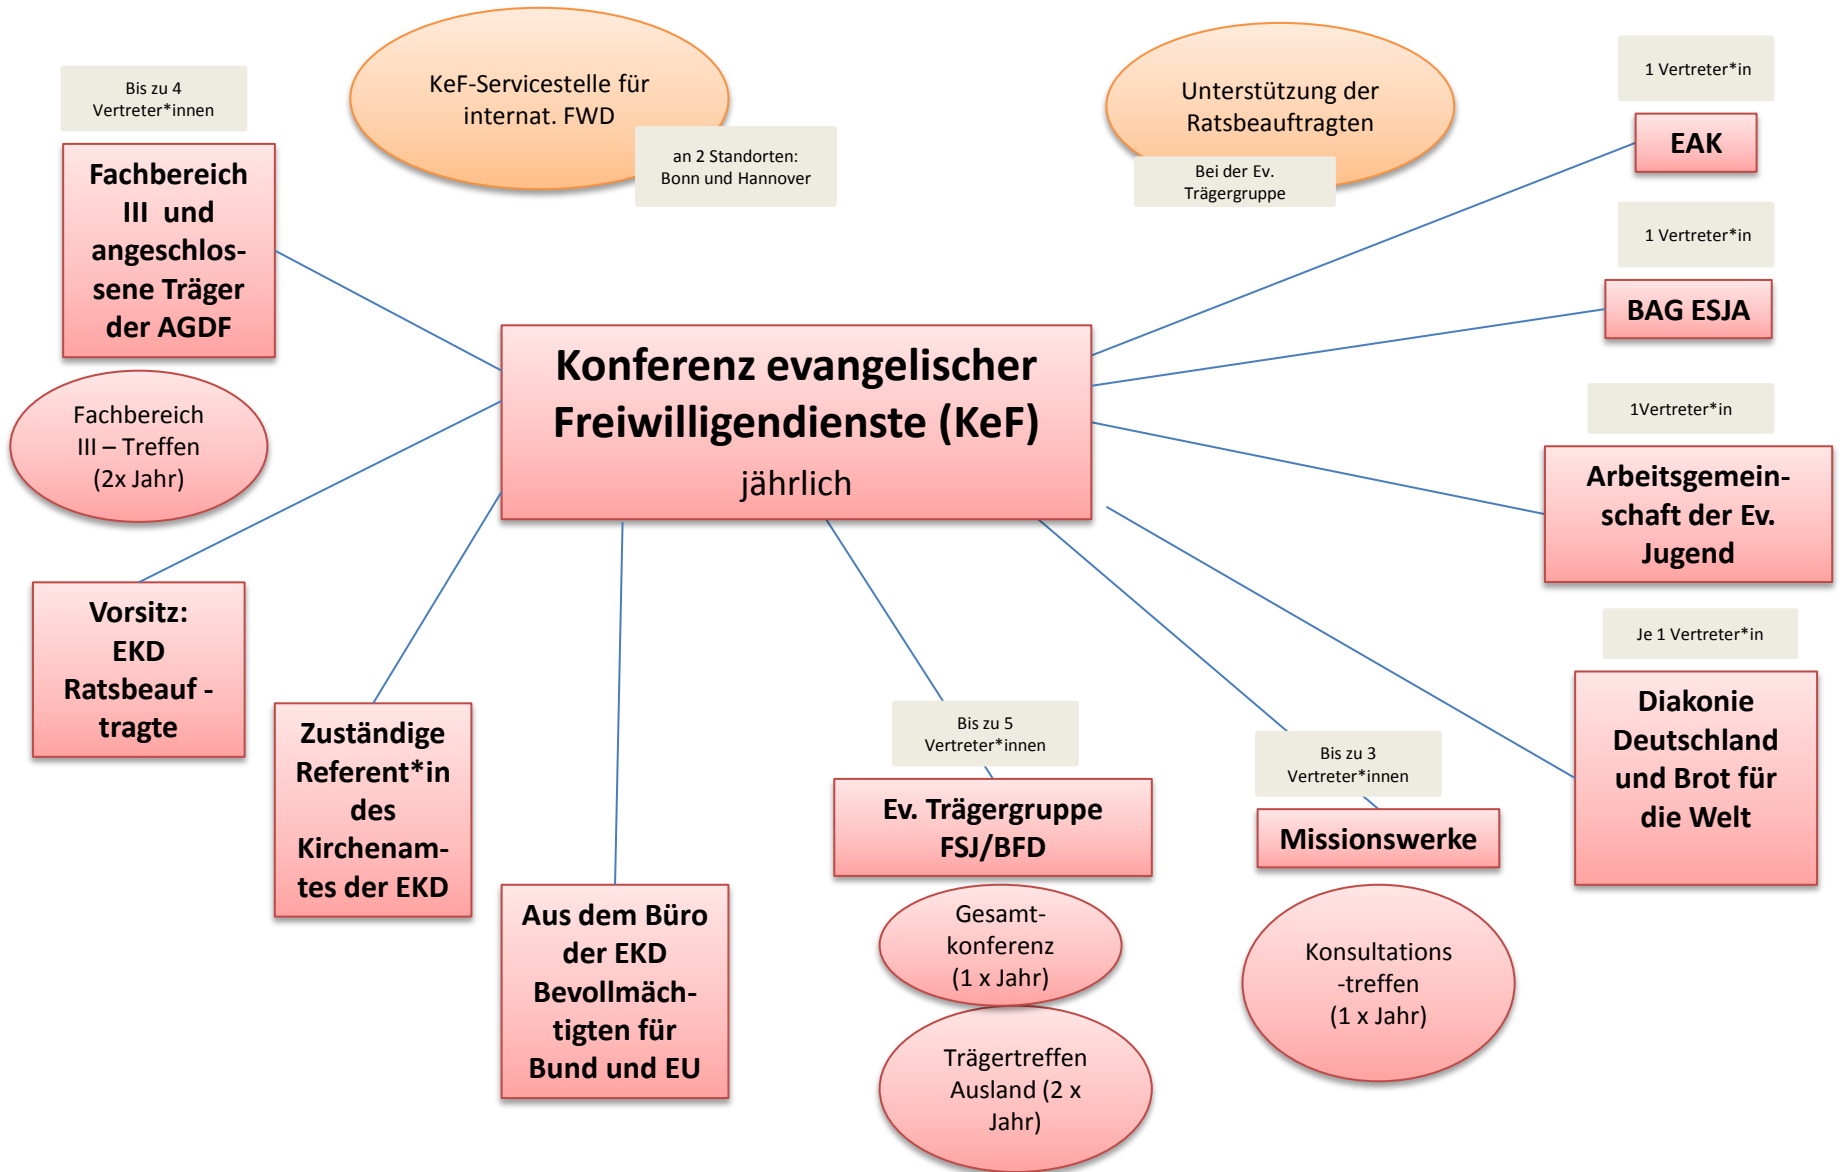 Bis zu 4
Vertreter*innen
Fachbereich
III und
angeschlos-
sene Träger
der AGDF
Fachbereich
III – Treffen
(2x Jahr)
KeF-Servicestelle für
internat. FWD
an 2 Standorten:
Bonn und Hannover
Unterstützung der
Ratsbeauftragten
Bei der Ev.
Trägergruppe
1 Vertreter*in
EAK
1 Vertreter*in
BAG ESJA
Konferenz evangelischer
Freiwilligendienste (KeF)
jährlich
1Vertreter*in
Arbeitsgemein-
schaft der Ev.
Jugend
Je 1 Vertreter*in
Diakonie
Deutschland
und Brot für
die Welt
Vorsitz:
EKD
Ratsbeauf -
tragte
Zuständige
Referent*in
des
Kirchenam-
tes der EKD
Aus dem Büro
der EKD
Bevollmäch-
tigten für
Bund und EU
Bis zu 5
Vertreter*innen
Ev. Trägergruppe
FSJ/BFD
Gesamt-
konferenz
(1 x Jahr)
Trägertreffen
Ausland (2 x
Jahr)
Bis zu 3
Vertreter*innen
Missionswerke
Konsultations
-treffen
(1 x Jahr)